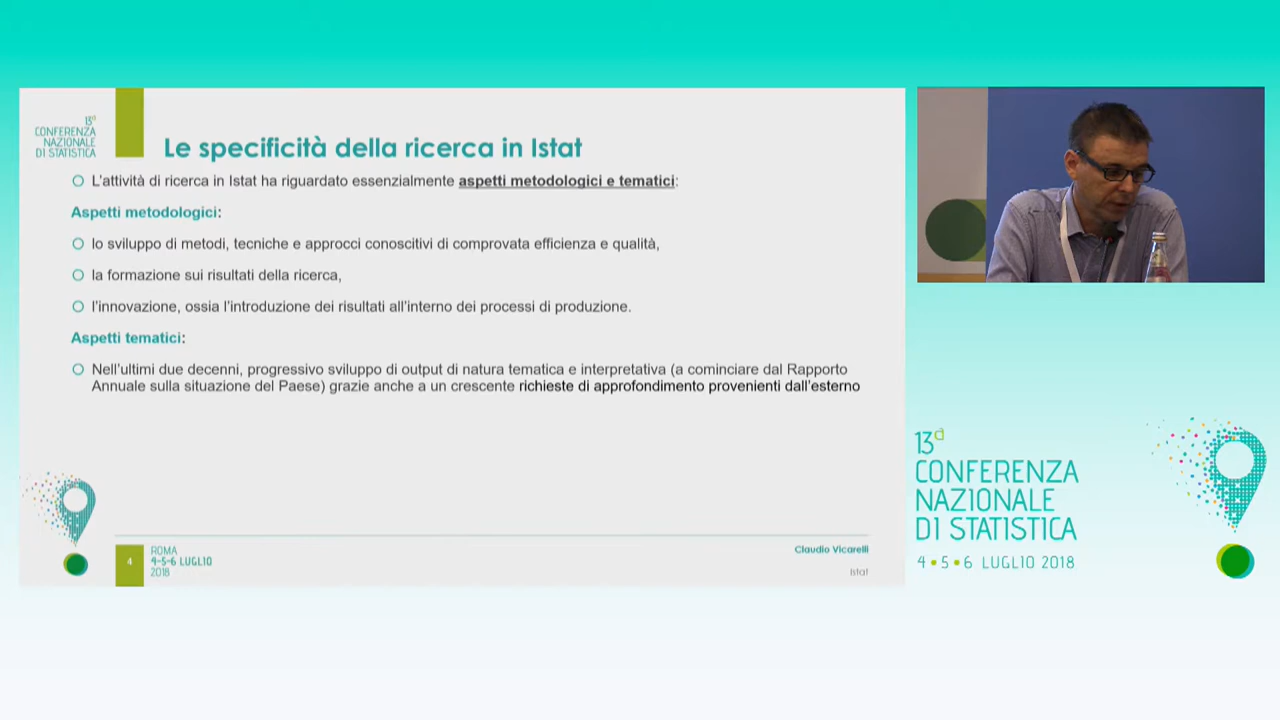 13a
CONFERENZA
NAZIONALE
DI STATISTICA
Le specificità della ricerca in Istat
L'attività di ricerca in Istat ha riguardato essenzialmente aspetti metodologici e tematici:
Aspetti metodologici:
lo sviluppo di metodi, tecniche e approcci conoscitivi di comprovata efficienza e qualità,
la formazione sui risultati della ricerca,
l'innovazione, ossia l'introduzione dei risultati all'interno dei processi di produzione.
Aspetti tematici:
Nell'ultimi due decenni, progressivo sviluppo di output di natura tematica e interpretativa (a cominciare dal Rapporto
Annuale sulla situazione del Paese) grazie anche a un crescente richieste di approfondimento provenienti dall'esterno
4
ROMA
4-5-6 LUGLIO
2018
Claudio Vicarelli
Istat
13a
CONFERENZA
NAZIONALE
DI STATISTICA
4 • 5 • 6 LUGLIO 2018